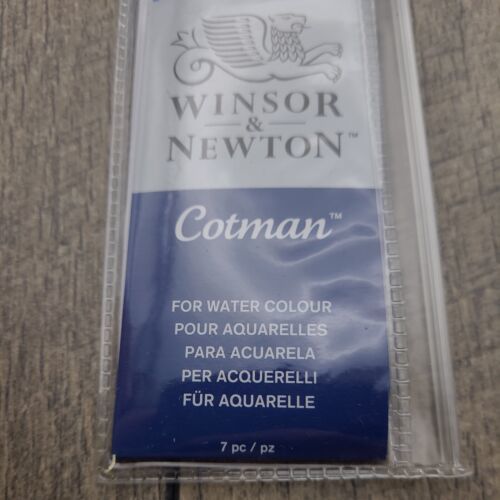 WINSOR
&
NEWTON™
Cotman™
FOR WATER COLOUR
POUR AQUARELLES
PARA ACUARELA
PER ACQUERELLI
FÜR AQUARELLE
7 pc / pz